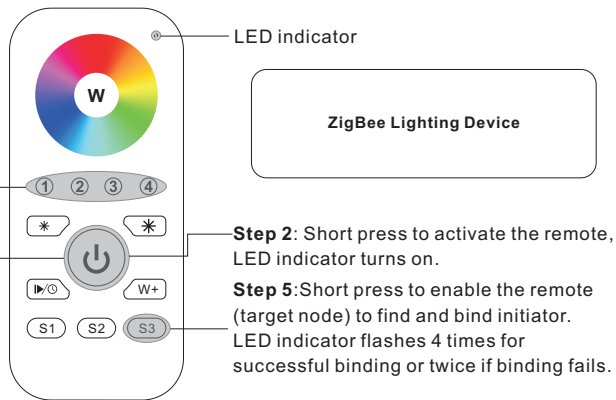 LED indicator
W
ZigBee Lighting Device
1 2 3 4
Step 2: Short press to activate the remote,
LED indicator turns on.
W+
Step 5:Short press to enable the remote
(target node) to find and bind initiator.
S1 S2 S3
LED indicator flashes 4 times for
successful binding or twice if binding fails.